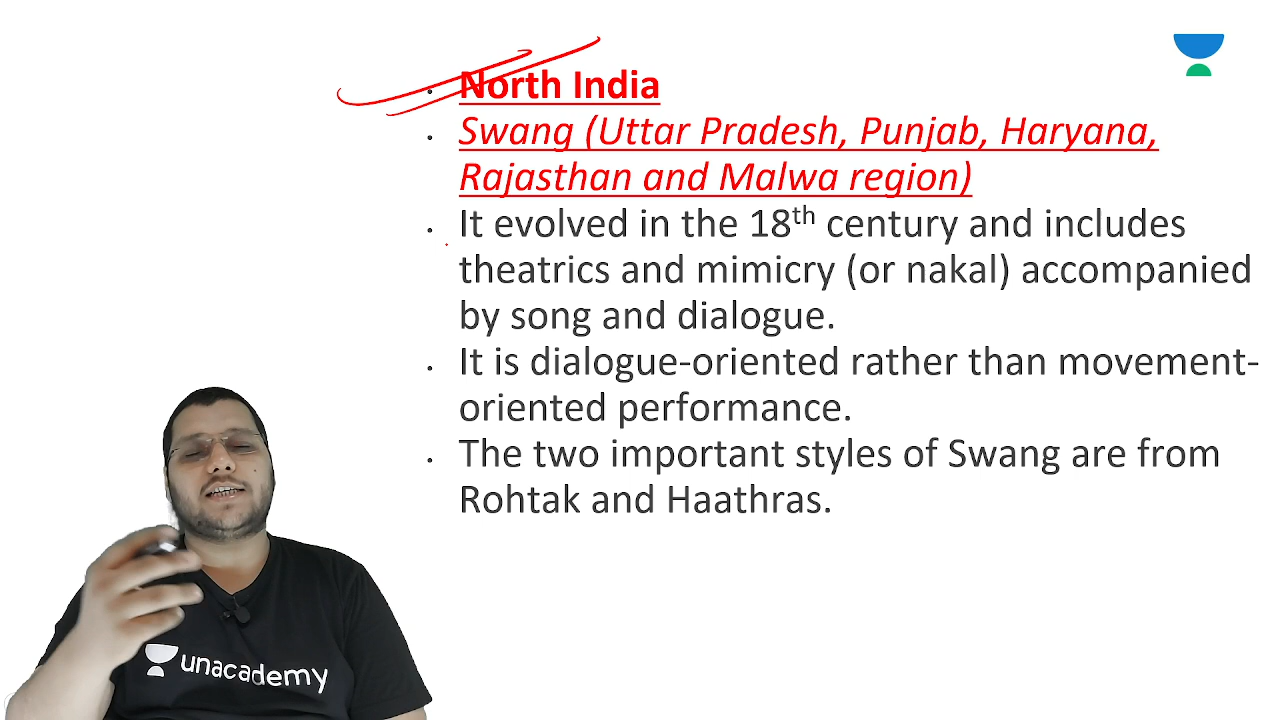 • North India
• Swang (Uttar Pradesh, Punjab, Haryana,
Rajasthan and Malwa region)
• It evolved in the 18th century and includes
theatrics and mimicry (or nakal) accompanied
by song and dialogue.
• It is dialogue-oriented rather than movement-
oriented performance.
• The two important styles of Swang are from
Rohtak and Haathras.
unacademy